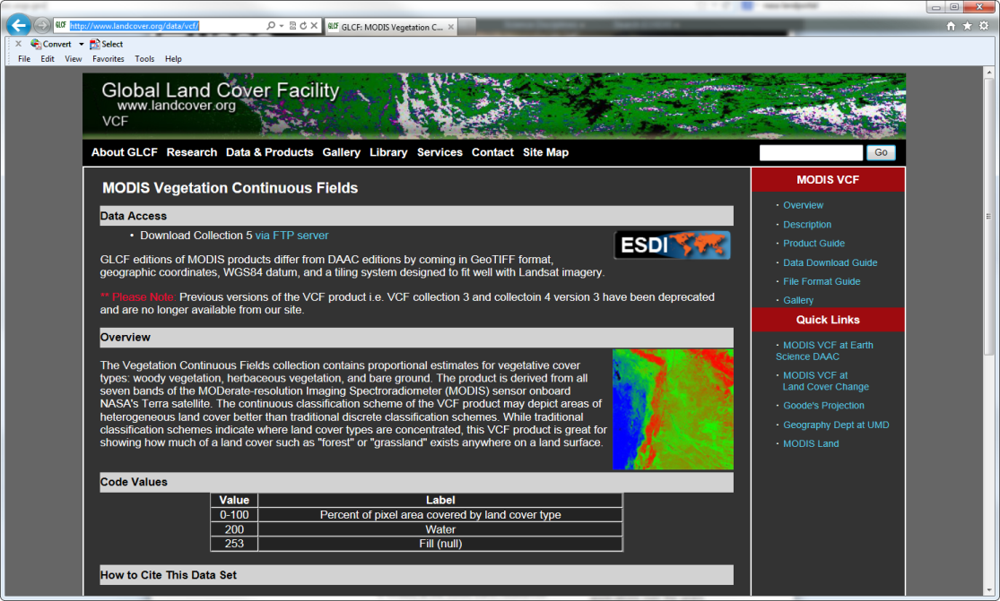 GLCF http://www.landcover.org/data/vcf/
GLCF GLCF: MODIS Vegetation C...
Convert Select
File Edit View Favorites Tools Help
Global Land Cover Facility
www.landcover.org
VCF
About GLCF Research Data & Products Gallery Library Services Contact Site Map Go
MODIS Vegetation Continuous Fields
Data Access
• Download Collection 5 via FTP server
ESDI
GLCF editions of MODIS products differ from DAAC editions by coming in GeoTIFF format,
geographic coordinates, WGS84 datum, and a tiling system designed to fit well with Landsat imagery.
** Please Note: Previous versions of the VCF product i.e. VCF collection 3 and collectoin 4 version 3 have been deprecated
and are no longer available from our site.
Overview
The Vegetation Continuous Fields collection contains proportional estimates for vegetative cover
types: woody vegetation, herbaceous vegetation, and bare ground. The product is derived from all
seven bands of the MODerate-resolution Imaging Spectroradiometer (MODIS) sensor onboard
NASA's Terra satellite. The continuous classification scheme of the VCF product may depict areas of
heterogeneous land cover better than traditional discrete classification schemes. While traditional
classification schemes indicate where land cover types are concentrated, this VCF product is great for
showing how much of a land cover such as "forest" or "grassland" exists anywhere on a land surface.
Code Values
Value Label
0-100 Percent of pixel area covered by land cover type
200 Water
253 Fill (null)
How to Cite This Data Set
MODIS VCF
· Overview
· Description
· Product Guide
· Data Download Guide
· File Format Guide
· Gallery
Quick Links
· MODIS VCF at Earth
Science DAAC
· MODIS VCF at
Land Cover Change
· Goode's Projection
· Geography Dept at UMD
· MODIS Land